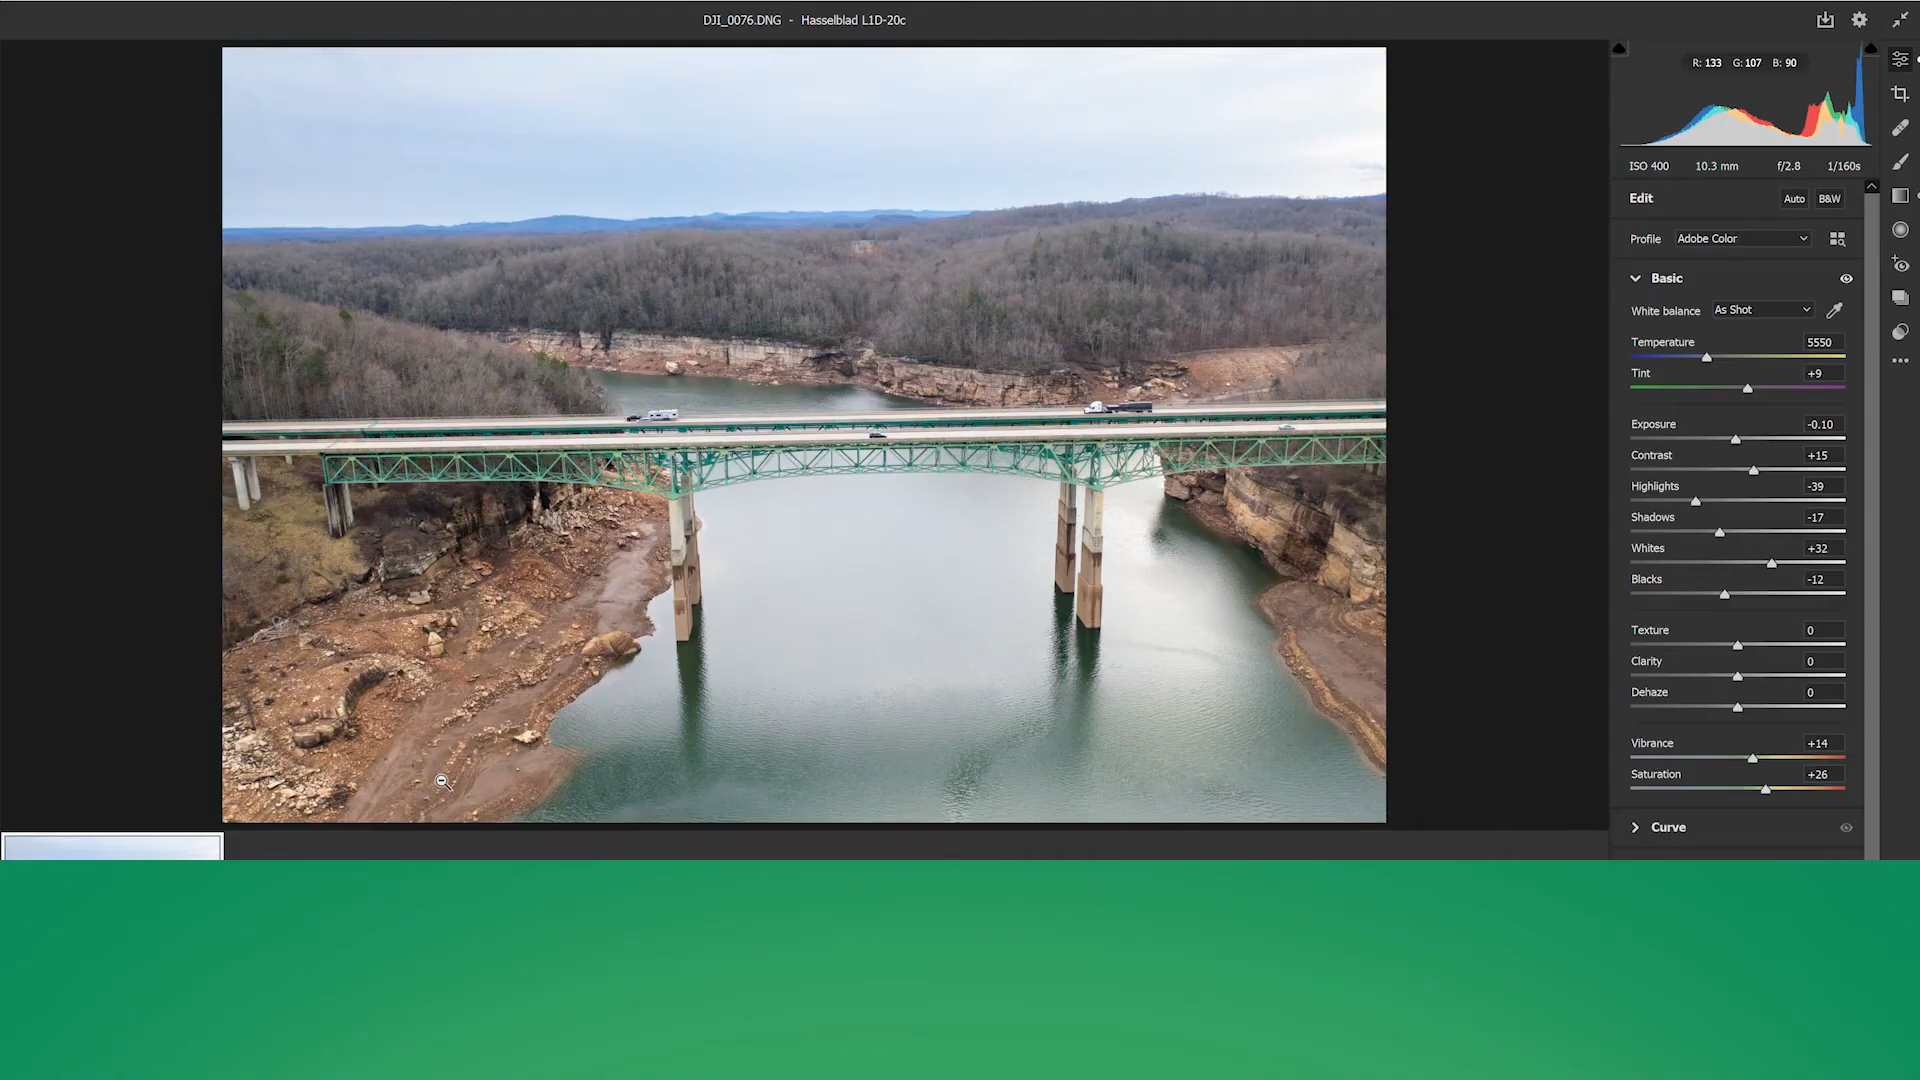 DJI_0076.DNG - Hasselblad L1D-20c
R: 133 G: 107 B: 90
ISO 400 10.3 mm f/2.8 1/160s
Edit Auto B&W
Profile Adobe Color
Basic
White balance As Shot
Temperature 5550
Tint +9
Exposure -0.10
Contrast +15
Highlights -39
Shadows -17
Whites +32
Blacks -12
Texture 0
Clarity 0
Dehaze 0
Vibrance +14
Saturation +26
Curve